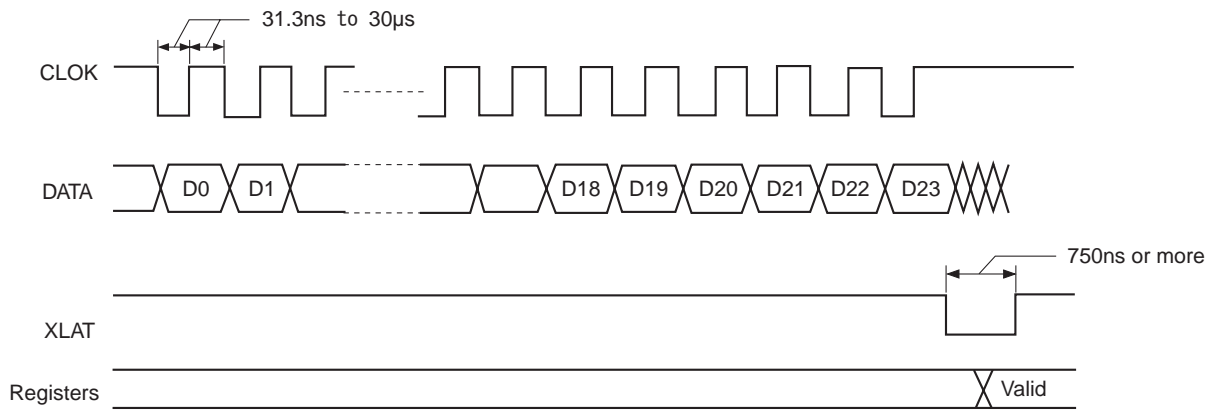 31.3ns to 30µs
CLOK
DATA
D0
D1
D18
D19
D20
D21
D22
D23
750ns or more
XLAT
Registers
Valid